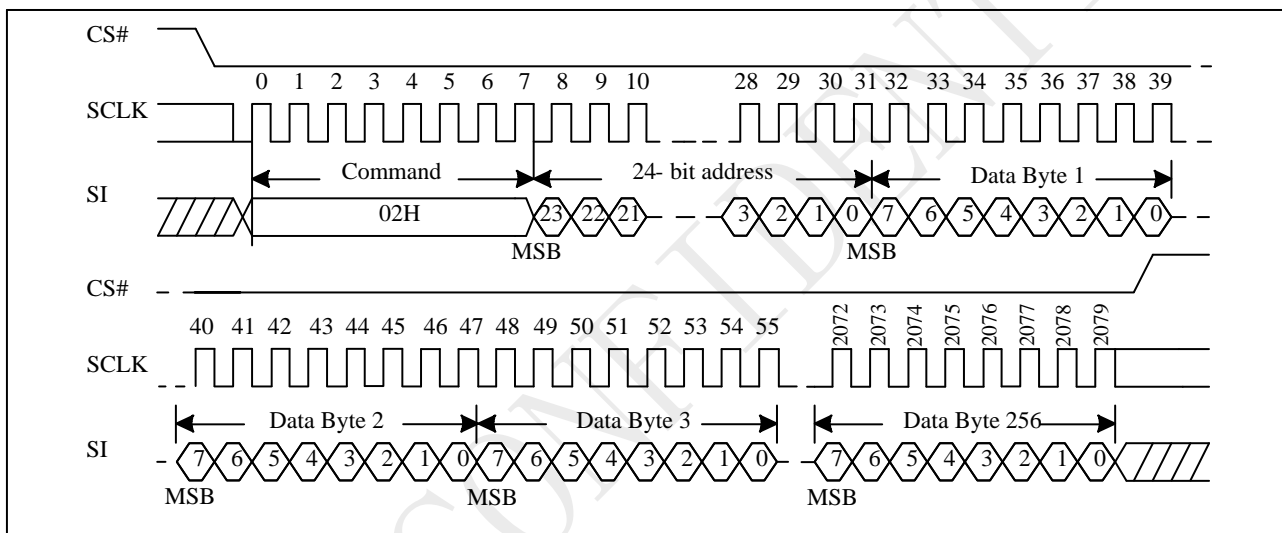 CS#
0 1 2 3 4 5 6 7 8 9 10 28 29 30 31 32 33 34 35 36 37 38 39
SCLK
Command 24- bit address Data Byte 1
SI
02H 23 22 21 3 2 1 0 7 6 5 4 3 2 1 0
MSB MSB
CS#
40 41 42 43 44 45 46 47 48 49 50 51 52 53 54 55 2072 2073 2074 2075 2076 2077 2078 2079
SCLK
Data Byte 2 Data Byte 3 Data Byte 256
SI
7 6 5 4 3 2 1 0 7 6 5 4 3 2 1 0 7 6 5 4 3 2 1 0
MSB MSB MSB
CONFIDENT